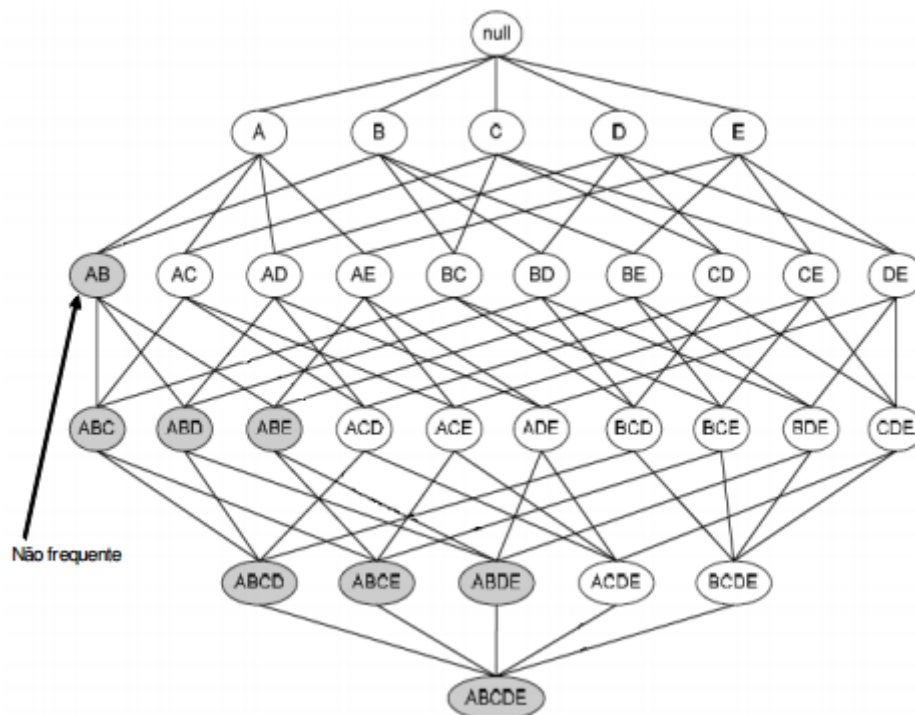 null
A B C D E
AB AC AD AE BC BD BE CD CE DE
ABC ABD ABE ACD ACE ADE BCD BCE BDE CDE
Não frequente
ABCD ABCE ABDE ACDE BCDE
ABCDE